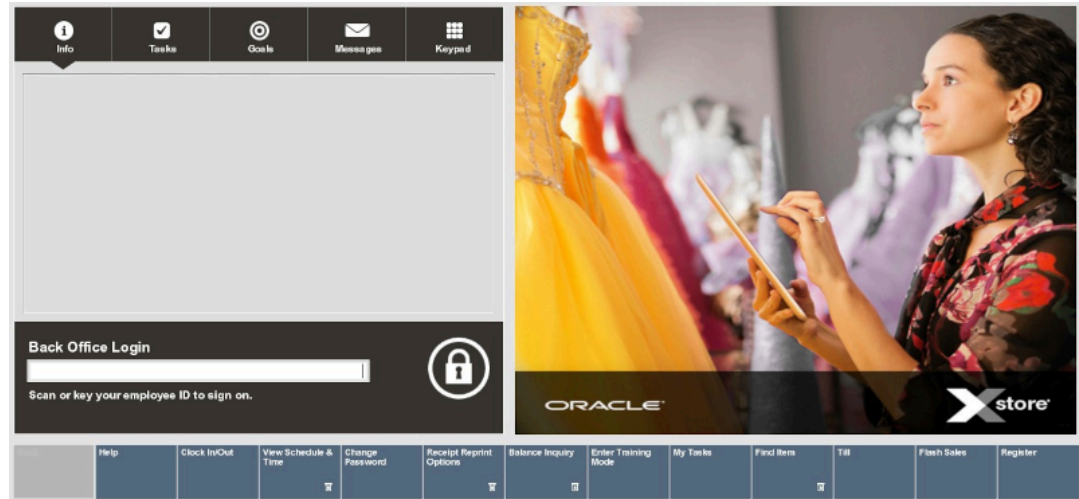 Info
Tasks
Goals
Messages
Keypad
Back Office Login
Scan or key your employee ID to sign on.
ORACLE
Xstore
Help
Clock In/Out
View Schedule &
Time
Change
Password
Receipt Reprint
Options
Balance Inquiry
Enter Training
Mode
My Tasks
Find Item
Till
Flash Sales
Register